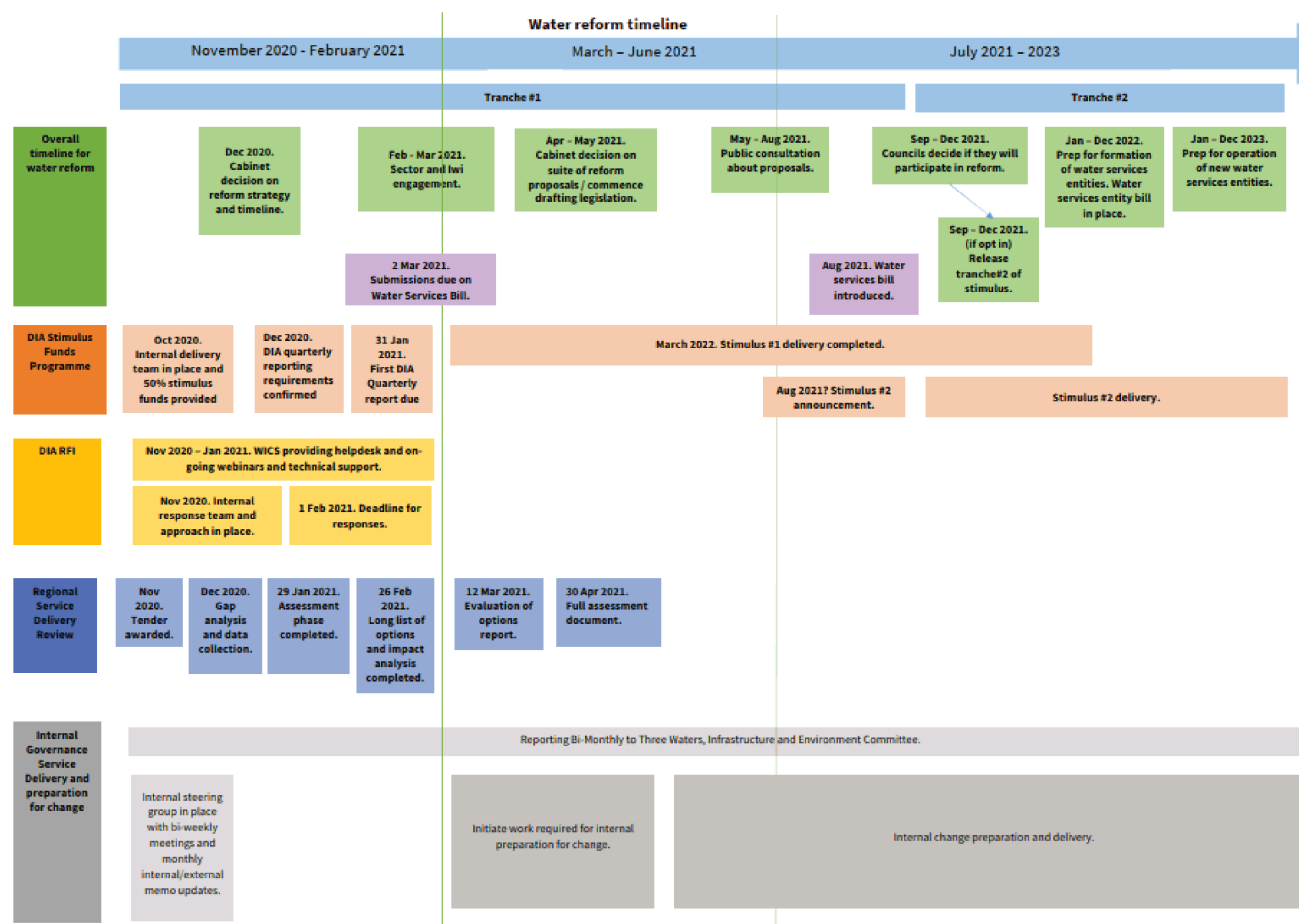 Water reform timeline
November 2020 - February 2021
March – June 2021
July 2021 – 2023
Tranche #1
Tranche #2
Overall
timeline for
water reform
Dec 2020.
Cabinet
decision on
reform strategy
and timeline.
Feb - Mar 2021.
Sector and Iwi
engagement.
Apr – May 2021.
Cabinet decision on
suite of reform
proposals / commence
drafting legislation.
May – Aug 2021.
Public consultation
about proposals.
Sep – Dec 2021.
Councils decide if they will
participate in reform.
Jan – Dec 2022.
Prep for formation
of water services
entities. Water
services entity bill
in place.
Jan – Dec 2023.
Prep for operation
of new water
services entities.
Sep – Dec 2021.
(if opt in)
Release
tranche#2 of
stimulus.
2 Mar 2021.
Submissions due on
Water Services Bill.
Aug 2021. Water
services bill
introduced.
DIA Stimulus
Funds
Programme
Oct 2020.
Internal delivery
team in place and
50% stimulus
funds provided
Dec 2020.
DIA quarterly
reporting
requirements
confirmed
31 Jan
2021.
First DIA
Quarterly
report due
March 2022. Stimulus #1 delivery completed.
Aug 2021? Stimulus #2
announcement.
Stimulus #2 delivery.
DIA RFI
Nov 2020 – Jan 2021. WICS providing helpdesk and on-
going webinars and technical support.
Nov 2020. Internal
response team and
approach in place.
1 Feb 2021. Deadline for
responses.
Regional
Service
Delivery
Review
Nov
2020.
Tender
awarded.
Dec 2020.
Gap
analysis
and data
collection.
29 Jan 2021.
Assessment
phase
completed.
26 Feb
2021.
Long list of
options
and impact
analysis
completed.
12 Mar 2021.
Evaluation of
options
report.
30 Apr 2021.
Full assessment
document.
Internal
Governance
Service
Delivery and
preparation
for change
Reporting Bi-Monthly to Three Waters, Infrastructure and Environment Committee.
Internal steering
group in place
with bi-weekly
meetings and
monthly
internal/external
memo updates.
Initiate work required for internal
preparation for change.
Internal change preparation and delivery.